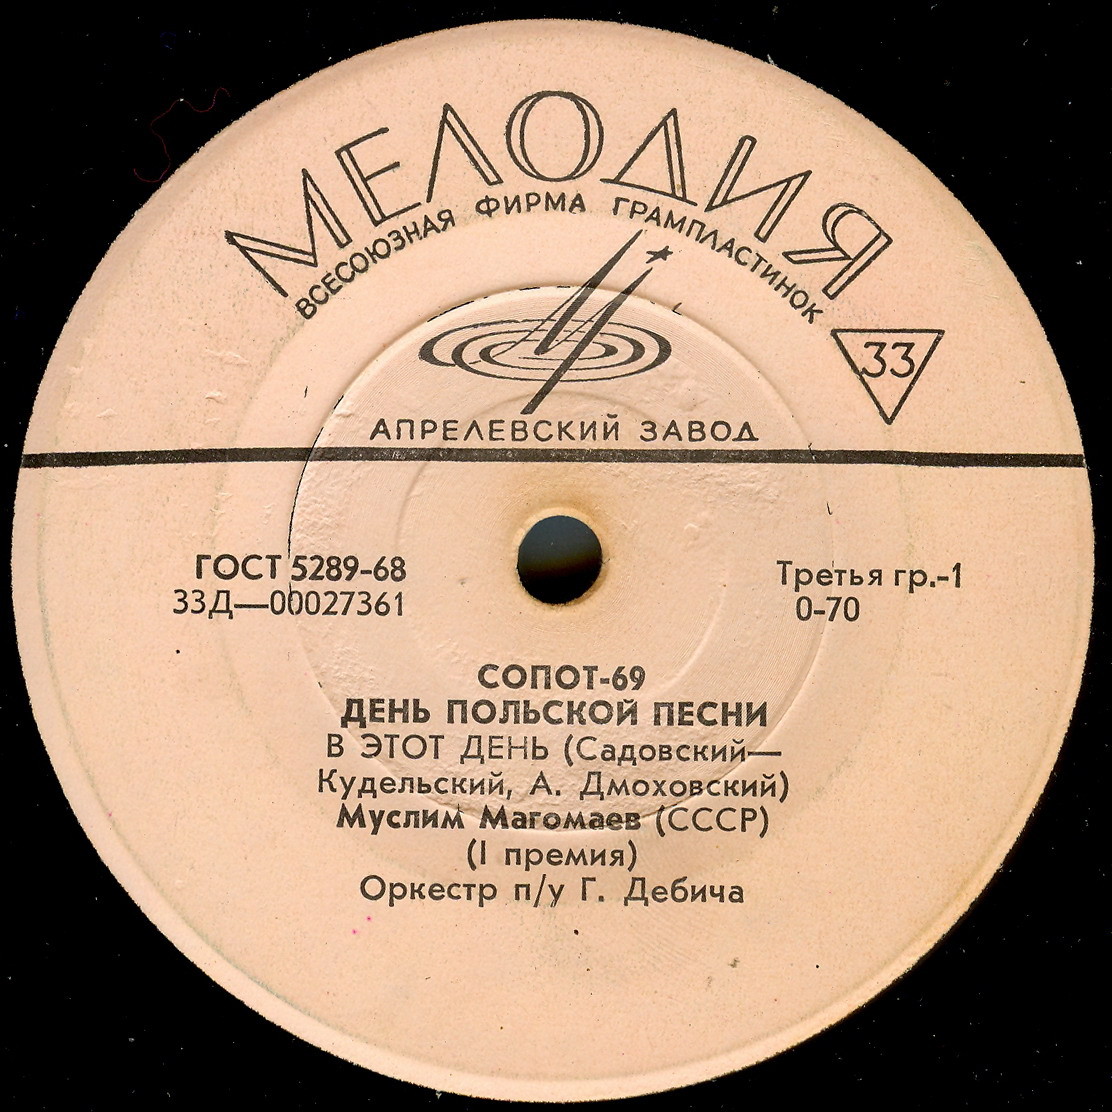 МЕЛОДИЯ
ВСЕСОЮЗНАЯ ФИРМА ГРАМПЛАСТИНОК
33
АПРЕЛЕВСКИЙ ЗАВОД
ГОСТ 5289-68
33Д—00027361
Третья гр.-1
0-70
СОПОТ-69
ДЕНЬ ПОЛЬСКОЙ ПЕСНИ
В ЭТОТ ДЕНЬ (Садовский—
Кудельский, А. Дмоховский)
Муслим Магомаев (СССР)
(I премия)
Оркестр п/у Г. Дебича